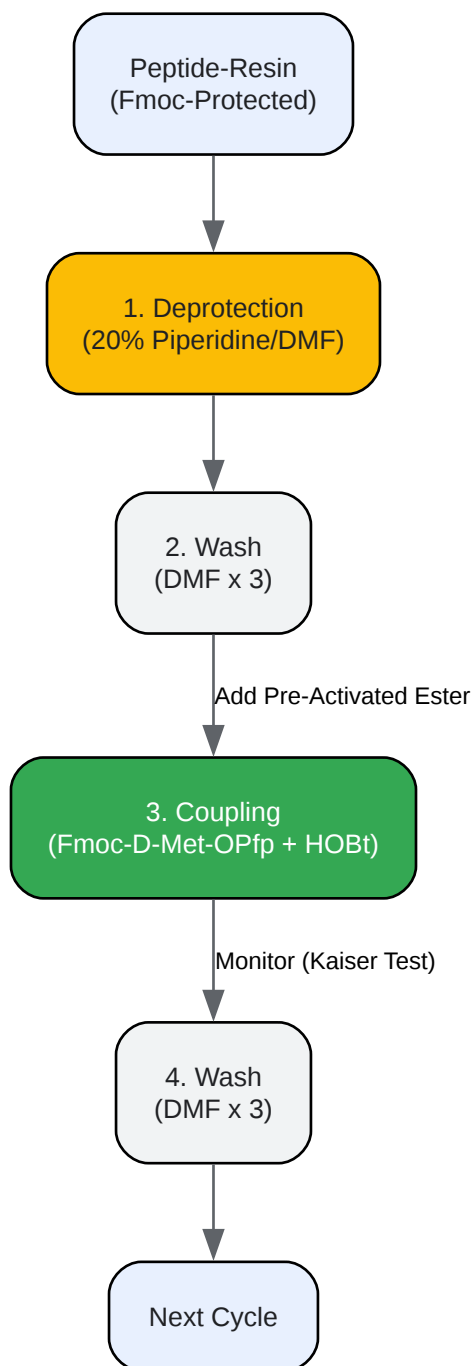 Peptide-Resin
(Fmoc-Protected)
1. Deprotection
(20% Piperidine/DMF)
2. Wash
(DMF x 3)
Add Pre-Activated Ester
3. Coupling
(Fmoc-D-Met-OPfp + HOBt)
Monitor (Kaiser Test)
4. Wash
(DMF x 3)
Next Cycle